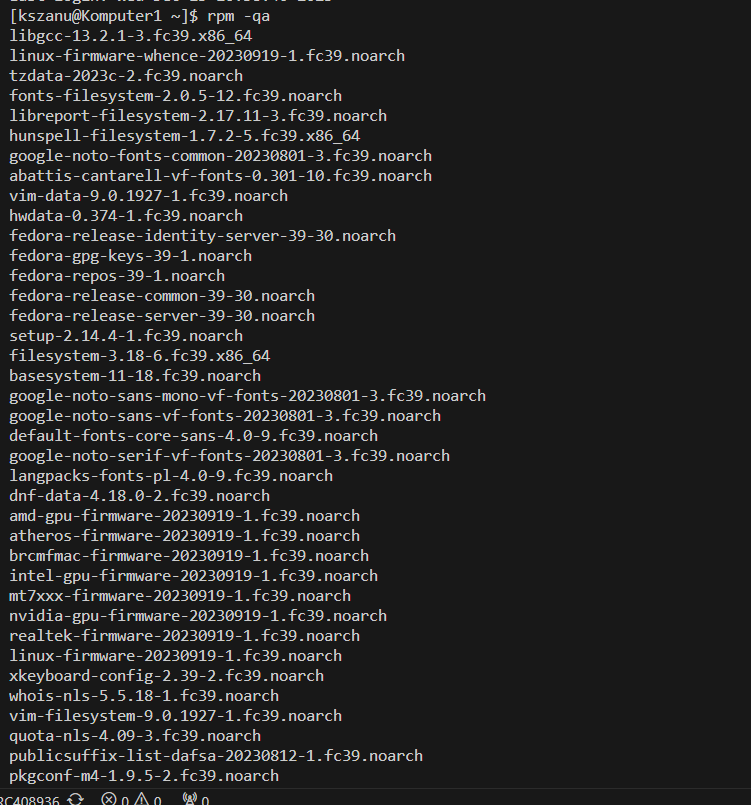 [kszanu@Komputer1 ~]$ rpm -qa
libgcc-13.2.1-3.fc39.x86_64
linux-firmware-whence-20230919-1.fc39.noarch
tzdata-2023c-2.fc39.noarch
fonts-filesystem-2.0.5-12.fc39.noarch
libreport-filesystem-2.17.11-3.fc39.noarch
hunspell-filesystem-1.7.2-5.fc39.x86_64
google-noto-fonts-common-20230801-3.fc39.noarch
abattis-cantarell-vf-fonts-0.301-10.fc39.noarch
vim-data-9.0.1927-1.fc39.noarch
hwdata-0.374-1.fc39.noarch
fedora-release-identity-server-39-30.noarch
fedora-gpg-keys-39-1.noarch
fedora-repos-39-1.noarch
fedora-release-common-39-30.noarch
fedora-release-server-39-30.noarch
setup-2.14.4-1.fc39.noarch
filesystem-3.18-6.fc39.x86_64
basesystem-11-18.fc39.noarch
google-noto-sans-mono-vf-fonts-20230801-3.fc39.noarch
google-noto-sans-vf-fonts-20230801-3.fc39.noarch
default-fonts-core-sans-4.0-9.fc39.noarch
google-noto-serif-vf-fonts-20230801-3.fc39.noarch
langpacks-fonts-pl-4.0-9.fc39.noarch
dnf-data-4.18.0-2.fc39.noarch
amd-gpu-firmware-20230919-1.fc39.noarch
atheros-firmware-20230919-1.fc39.noarch
brcmfmac-firmware-20230919-1.fc39.noarch
intel-gpu-firmware-20230919-1.fc39.noarch
mt7xxx-firmware-20230919-1.fc39.noarch
nvidia-gpu-firmware-20230919-1.fc39.noarch
realtek-firmware-20230919-1.fc39.noarch
linux-firmware-20230919-1.fc39.noarch
xkeyboard-config-2.39-2.fc39.noarch
whois-nls-5.5.18-1.fc39.noarch
vim-filesystem-9.0.1927-1.fc39.noarch
quota-nls-4.09-3.fc39.noarch
publicsuffix-list-dafsa-20230812-1.fc39.noarch
pkgconf-m4-1.9.5-2.fc39.noarch
RC408936 0 0 0